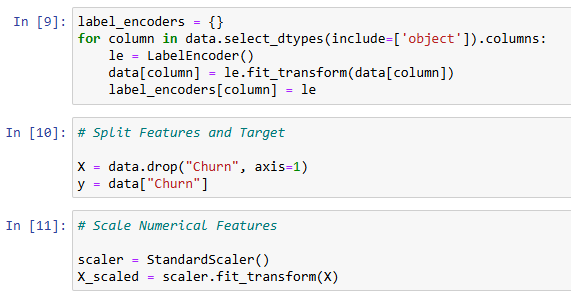 In [9]: label_encoders = {}
for column in data.select_dtypes(include=['object']).columns:
    le = LabelEncoder()
    data[column] = le.fit_transform(data[column])
    label_encoders[column] = le
In [10]: # Split Features and Target
X = data.drop("Churn", axis=1)
y = data["Churn"]
In [11]: # Scale Numerical Features
scaler = StandardScaler()
X_scaled = scaler.fit_transform(X)